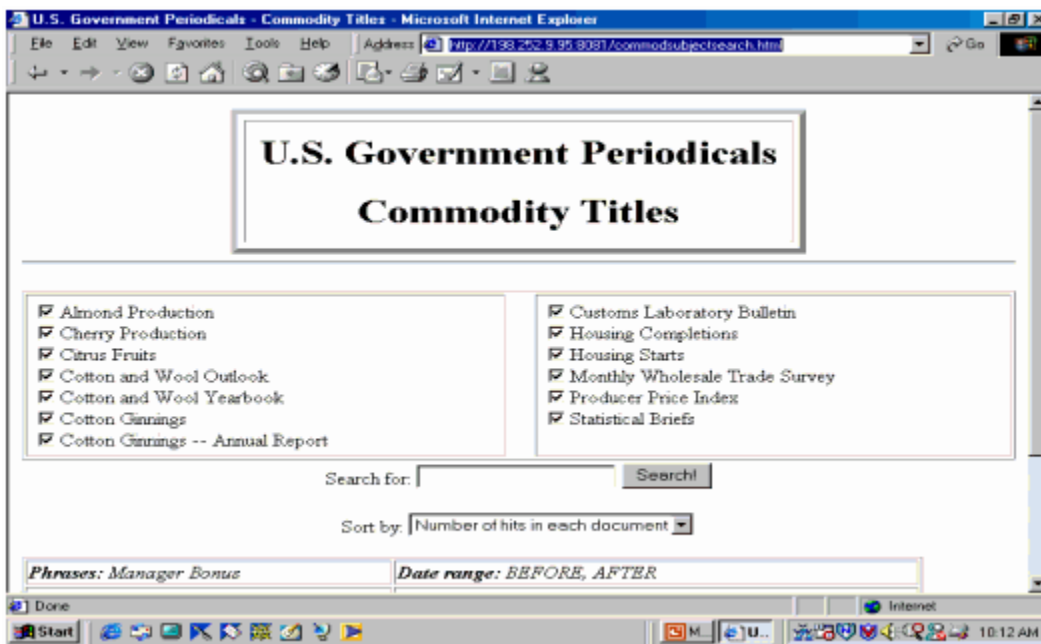 U.S. Government Periodicals - Commodity Titles - Microsoft Internet Explorer
File Edit View Favorites Tools Help Address http://198.252.9.95:8081/commodsubjectsearch.html Go
U.S. Government Periodicals
Commodity Titles
Almond Production
Cherry Production
Citrus Fruits
Cotton and Wool Outlook
Cotton and Wool Yearbook
Cotton Ginnings
Cotton Ginnings -- Annual Report
Customs Laboratory Bulletin
Housing Completions
Housing Starts
Monthly Wholesale Trade Survey
Producer Price Index
Statistical Briefs
Search for: Search!
Sort by: Number of hits in each document
Phrases: Manager Bonus Date range: BEFORE, AFTER
Done Internet
Start M... U... 10:12 AM